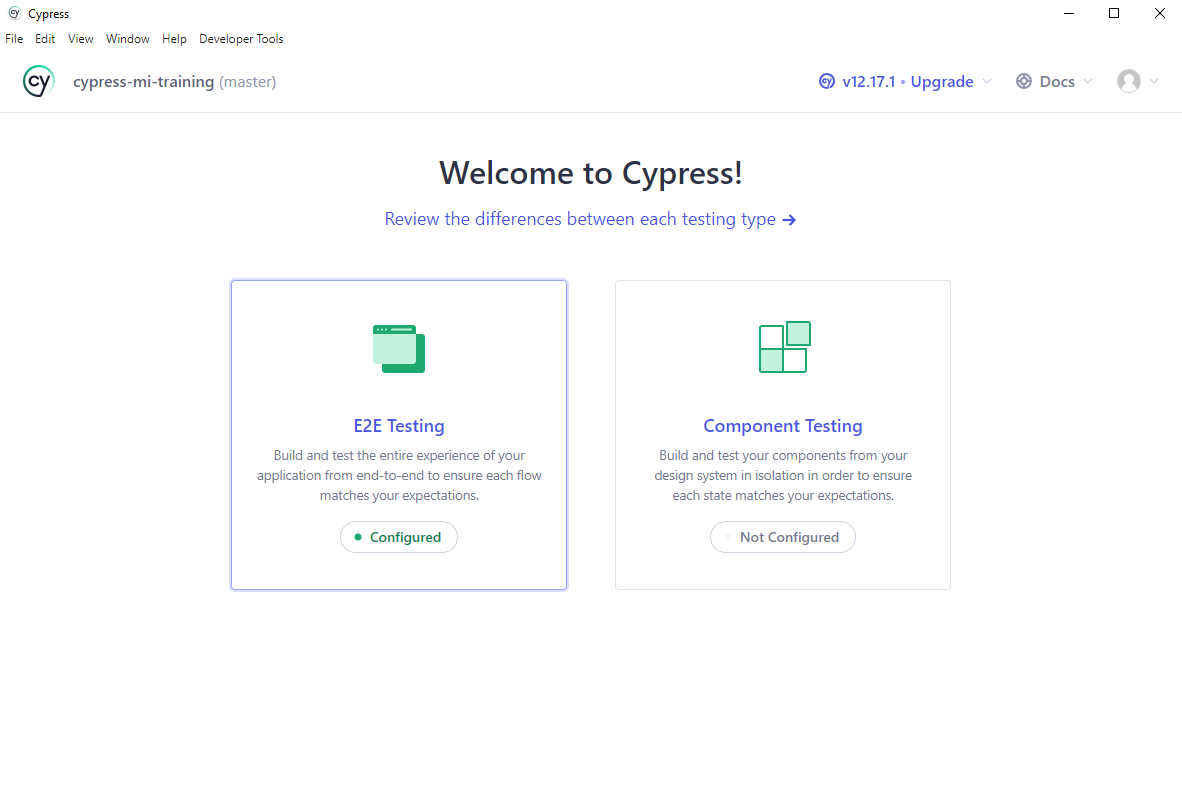 cy Cypress
File Edit View Window Help Developer Tools
cy cypress-mi-training (master) cy v12.17.1 • Upgrade Docs
Welcome to Cypress!
Review the differences between each testing type →
E2E Testing
Build and test the entire experience of your
application from end-to-end to ensure each flow
matches your expectations.
Configured
Component Testing
Build and test your components from your
design system in isolation in order to ensure
each state matches your expectations.
Not Configured